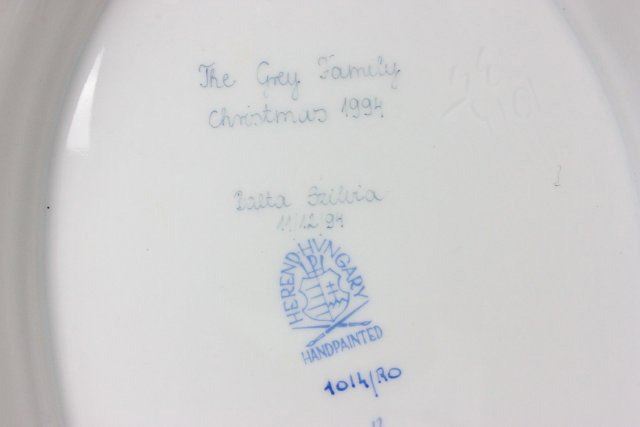 The Grey Family
Christmas 1994
Balta Szilvia
11/12 94
HEREND HUNGARY
HANDPAINTED
1014/RO